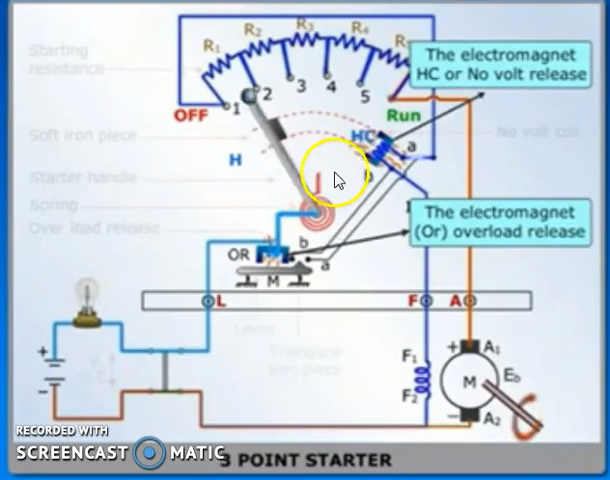 R1
R2
R3
R4
R5
The electromagnet
HC or No volt release
Starting
resistance
1
2
3
4
5
OFF
Run
Soft iron piece
No volt coil
HC
a
b
H
Starter handle
Spring
Over load release
The electromagnet
(Or) overload release
OR
b
a
M
L
F
A
Lever
Triangular
iron piece
+
−
F1
F2
+
A1
M
Eb
−
A2
RECORDED WITH
SCREENCAST MATIC
3 POINT STARTER